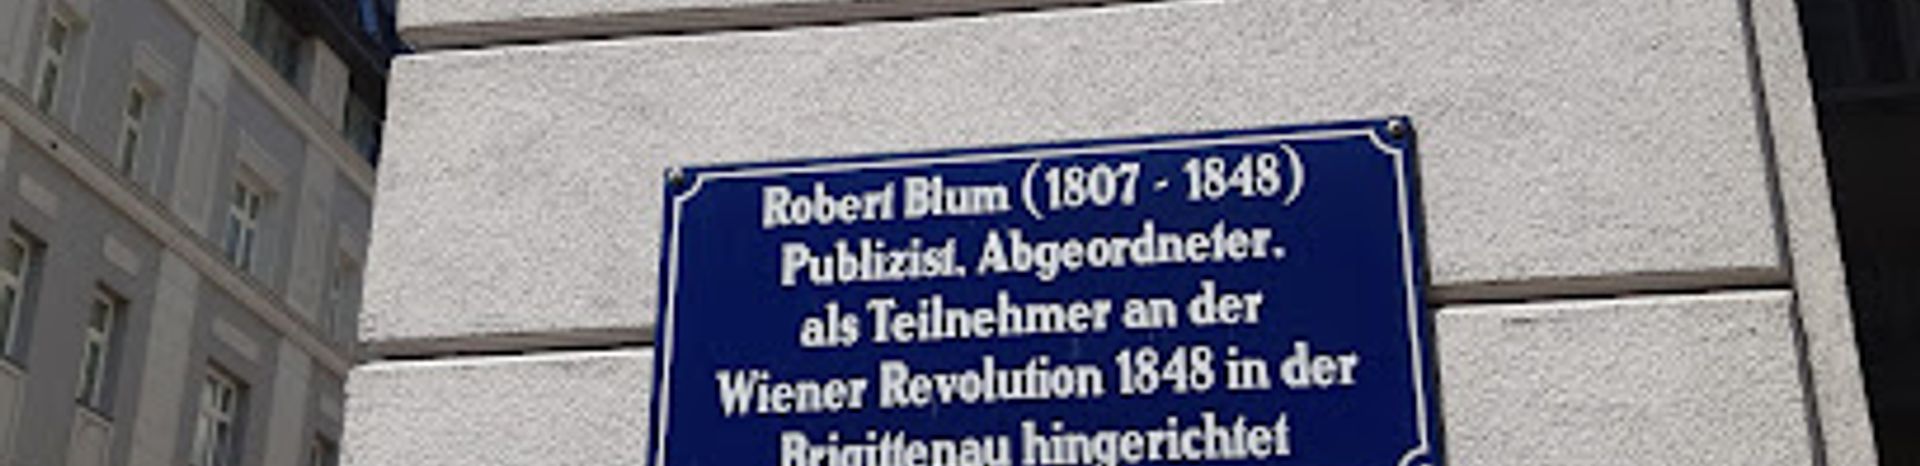 Robert Blum (1807 - 1848)
Publizist, Abgeordneter,
als Teilnehmer an der
Wiener Revolution 1848 in der
Brigittenau hingerichtet